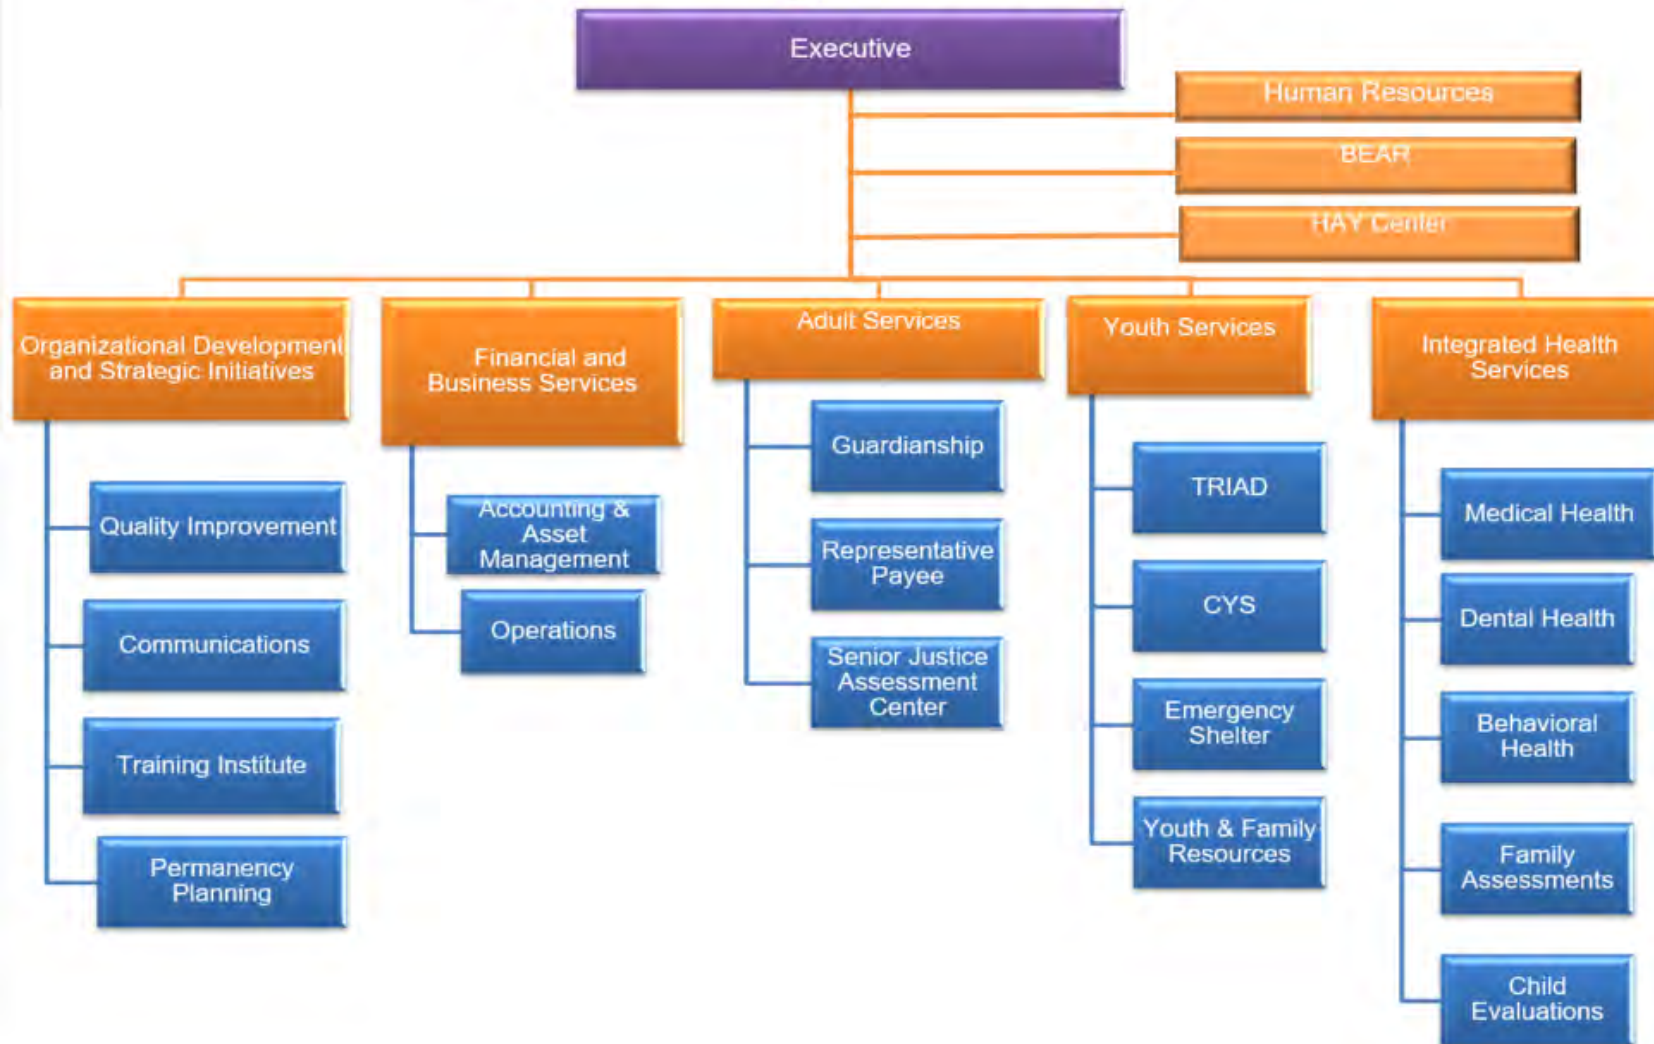 Executive
Human Resources
BEAR
HAY Center
Organizational Development
and Strategic Initiatives
Quality Improvement
Communications
Training Institute
Permanency
Planning
Financial and
Business Services
Accounting &
Asset
Management
Operations
Adult Services
Guardianship
Representative
Payee
Senior Justice
Assessment
Center
Youth Services
TRIAD
CYS
Emergency
Shelter
Youth & Family
Resources
Integrated Health
Services
Medical Health
Dental Health
Behavioral
Health
Family
Assessments
Child
Evaluations